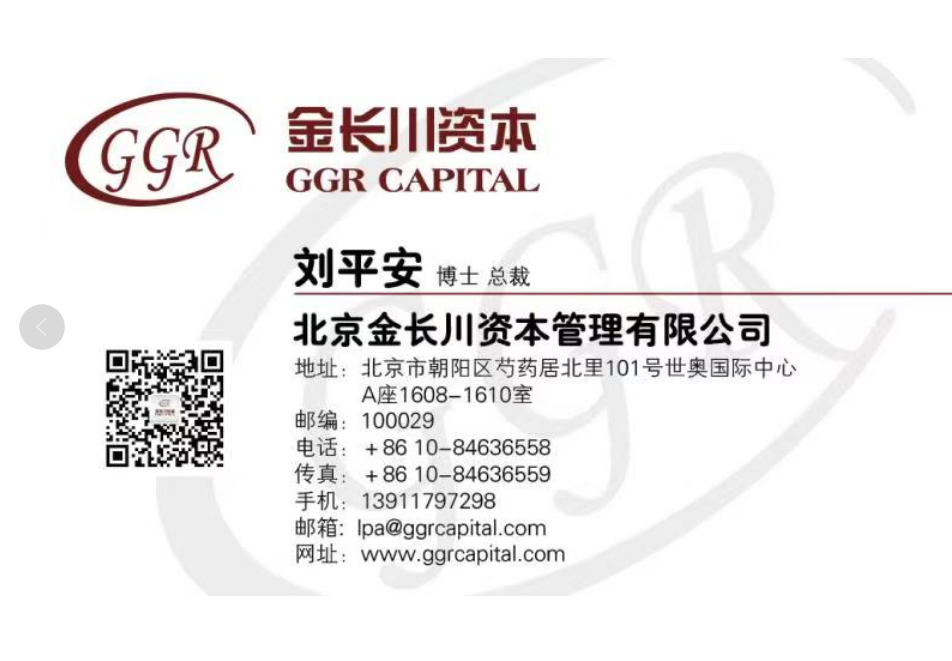 GGR
金长川资本
GGR CAPITAL
刘平安 博士 总裁
北京金长川资本管理有限公司
地址：北京市朝阳区芍药居北里101号世奥国际中心
A座1608-1610室
邮编：100029
电话：+86 10-84636558
传真：+86 10-84636559
手机：13911797298
邮箱：lpa@ggrcapital.com
网址：www.ggrcapital.com